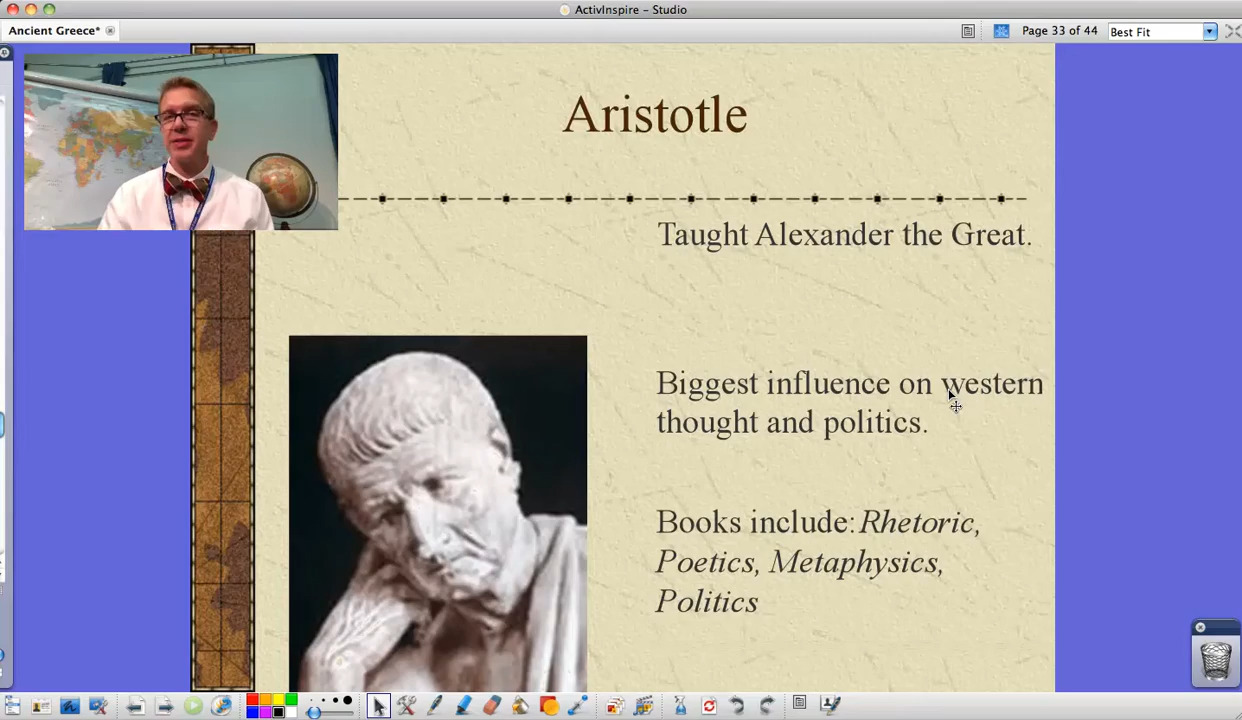 ActivInspire – Studio
Ancient Greece*
Page 33 of 44
Best Fit
Aristotle
Taught Alexander the Great.
Biggest influence on western
thought and politics.
Books include: Rhetoric,
Poetics, Metaphysics,
Politics